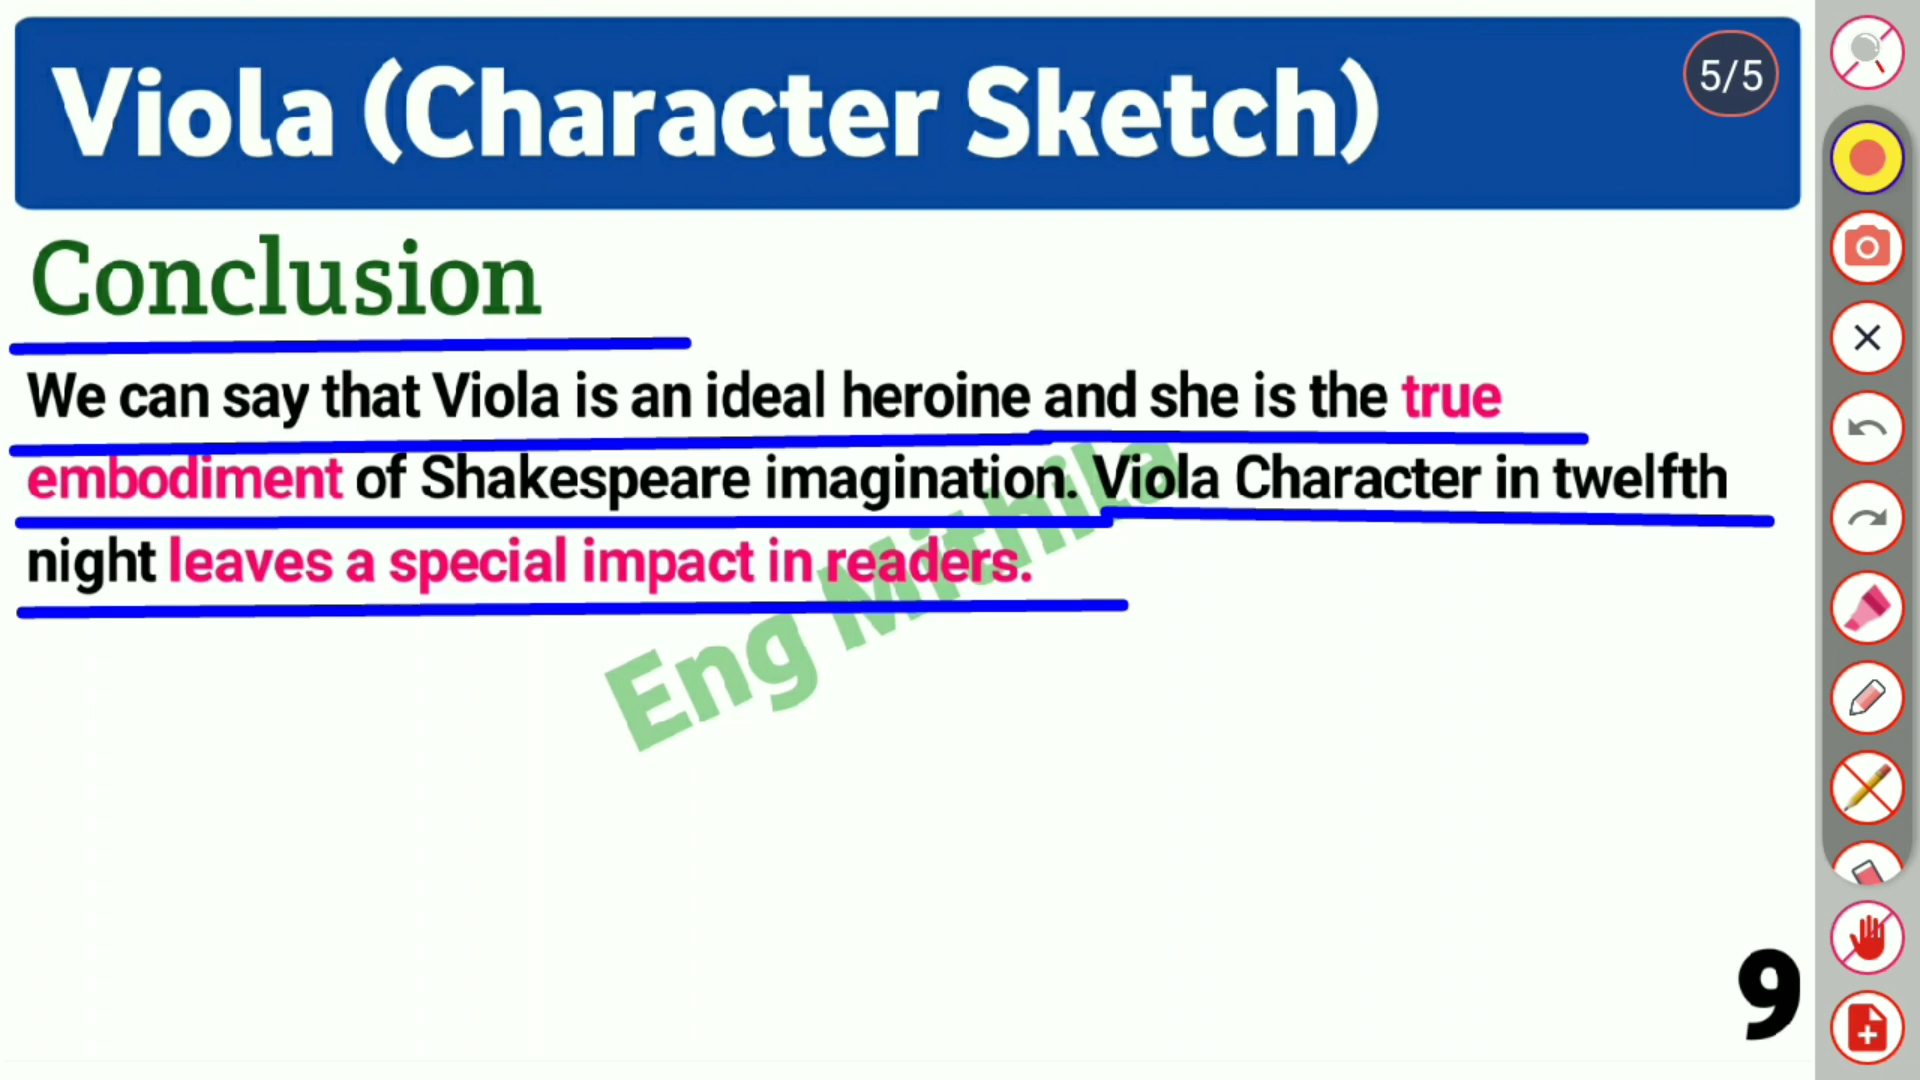 Viola (Character Sketch)
5/5
Conclusion
We can say that Viola is an ideal heroine and she is the true
embodiment of Shakespeare imagination. Viola Character in twelfth
night leaves a special impact in readers.
Eng Mithila
9